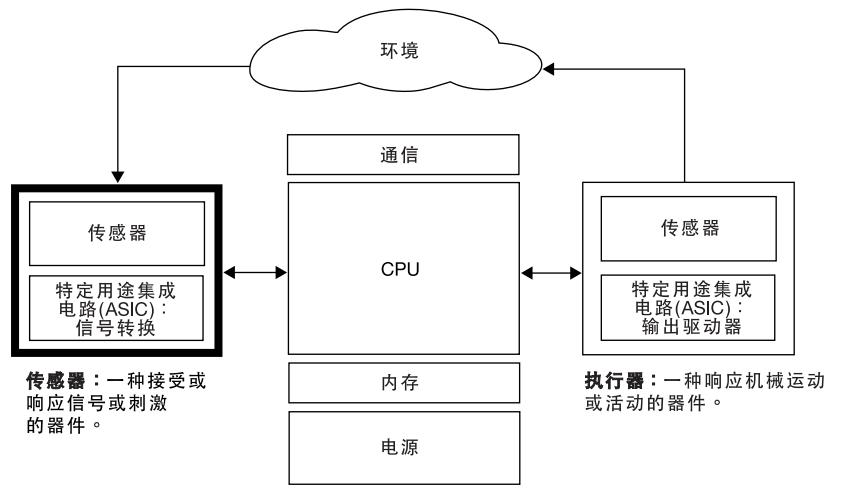 环境
通信
传感器
特定用途集成
电路(ASIC)：
信号转换
CPU
传感器
特定用途集成
电路(ASIC)：
输出驱动器
内存
电源
传感器：一种接受或
响应信号或刺激
的器件。
执行器：一种响应机械运动
或活动的器件。